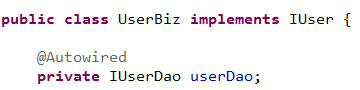 public class UserBiz implements IUser {
@Autowired
private IUserDao userDao;